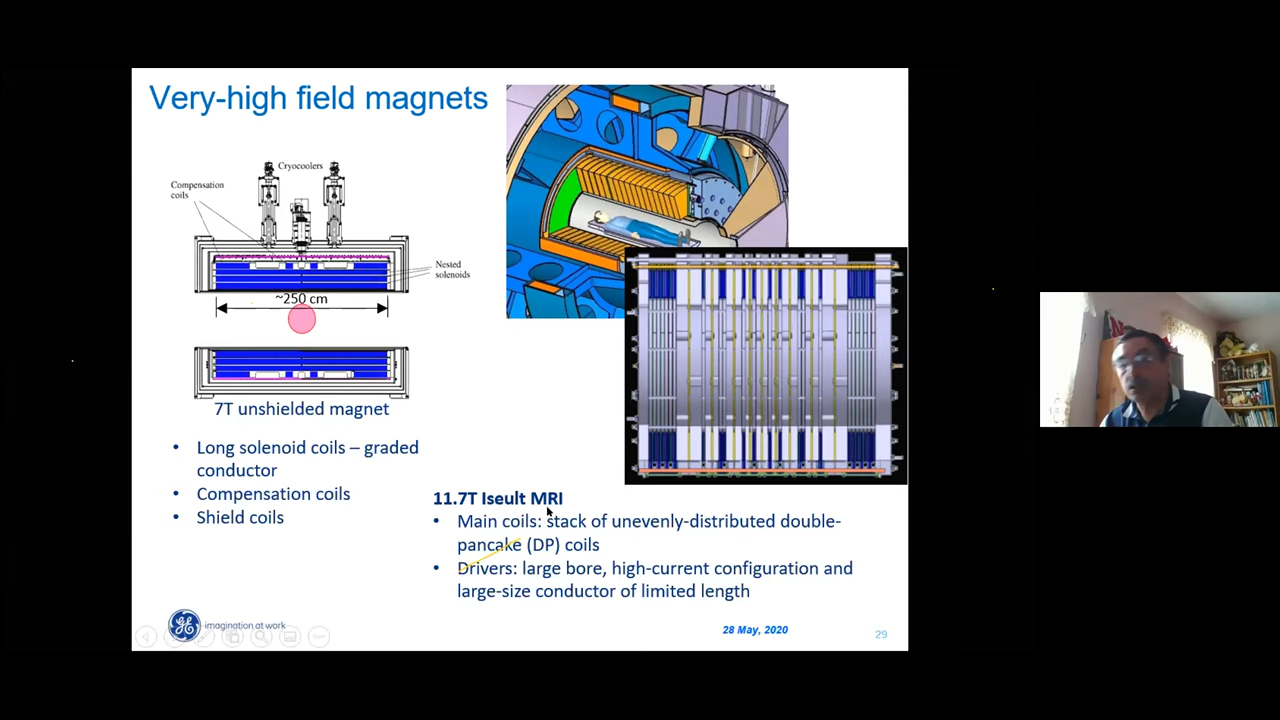 Very-high field magnets
Cryocoolers
Compensation
coils
Nested
solenoids
~250 cm
7T unshielded magnet
• Long solenoid coils – graded
conductor
• Compensation coils
• Shield coils
11.7T Iseult MRI
• Main coils: stack of unevenly-distributed double-
pancake (DP) coils
• Drivers: large bore, high-current configuration and
large-size conductor of limited length
imagination at work
28 May, 2020
29